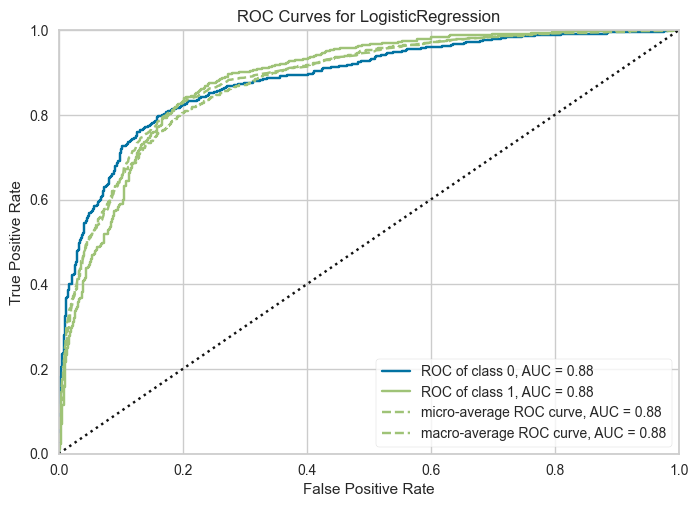 ROC Curves for LogisticRegression
True Positive Rate
1.0
0.8
0.6
0.4
0.2
0.0
ROC of class 0, AUC = 0.88
ROC of class 1, AUC = 0.88
micro-average ROC curve, AUC = 0.88
macro-average ROC curve, AUC = 0.88
0.0 0.2 0.4 0.6 0.8 1.0
False Positive Rate